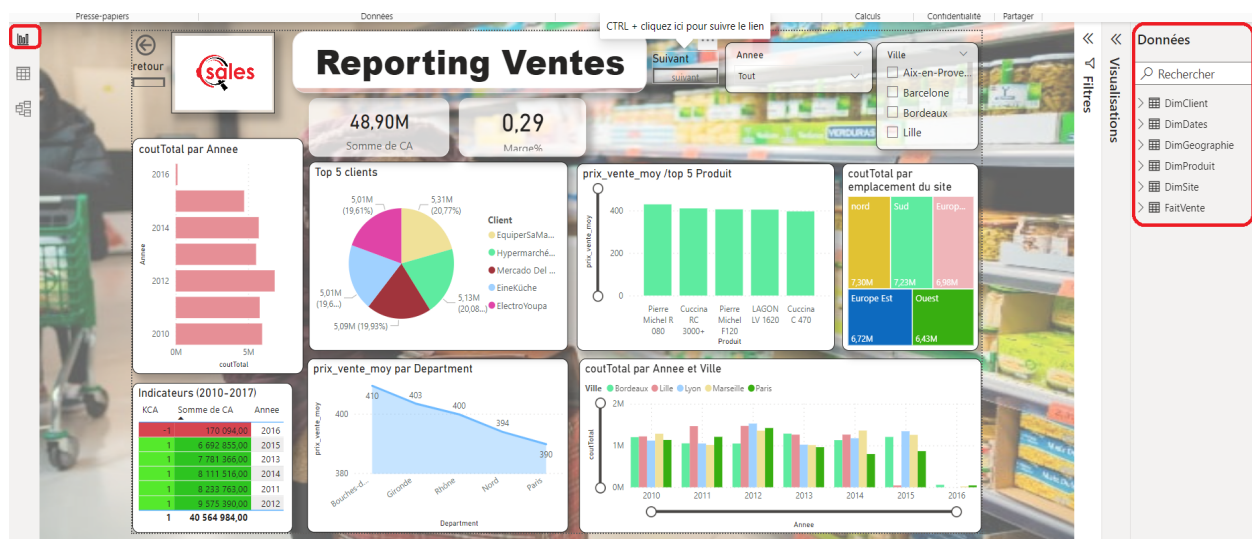 Presse-papiers
Données
Calculs
Confidentialité
Partager
CTRL + cliquez ici pour suivre le lien
retour
sales
Reporting Ventes
Suivant
suivant
Annee
Tout
Ville
Aix-en-Prove...
Barcelone
Bordeaux
Lille
48,90M
Somme de CA
0,29
Marge%
Filtres
Visualisations
Données
Rechercher
DimClient
DimDates
DimGeographie
DimProduit
DimSite
FaitVente
coutTotal par Annee
2016
2014
2012
2010
Annee
0M
5M
coutTotal
Top 5 clients
5,01M
(19,61%)
5,31M
(20,77%)
5,01M
(19,6...)
5,13M
(20,08...)
5,09M (19,93%)
Client
EquiperSaMa...
Hypermarché...
Mercado Del ...
EineKüche
ElectroYoupa
prix_vente_moy /top 5 Produit
prix_vente_moy
400
200
0
Pierre Michel R 080
Cuccina RC 3000+
Pierre Michel F120
LAGON LV 1620
Cuccina C 470
Produit
coutTotal par
emplacement du site
nord
Sud
Europ...
7,30M
7,23M
6,98M
Europe Est
Ouest
6,72M
6,43M
Indicateurs (2010-2017)
KCA Somme de CA Annee
-1 170 094,00 2016
1 6 692 855,00 2015
1 7 781 366,00 2013
1 8 111 516,00 2014
1 8 233 763,00 2011
1 9 575 390,00 2012
1 40 564 984,00
prix_vente_moy par Department
prix_vente_moy
400
380
410
403
400
394
390
Bouches-d...
Gironde
Rhône
Nord
Paris
Department
coutTotal par Annee et Ville
Ville Bordeaux Lille Lyon Marseille Paris
coutTotal
2M
1M
0M
2010 2011 2012 2013 2014 2015 2016
Annee
VERDURAS